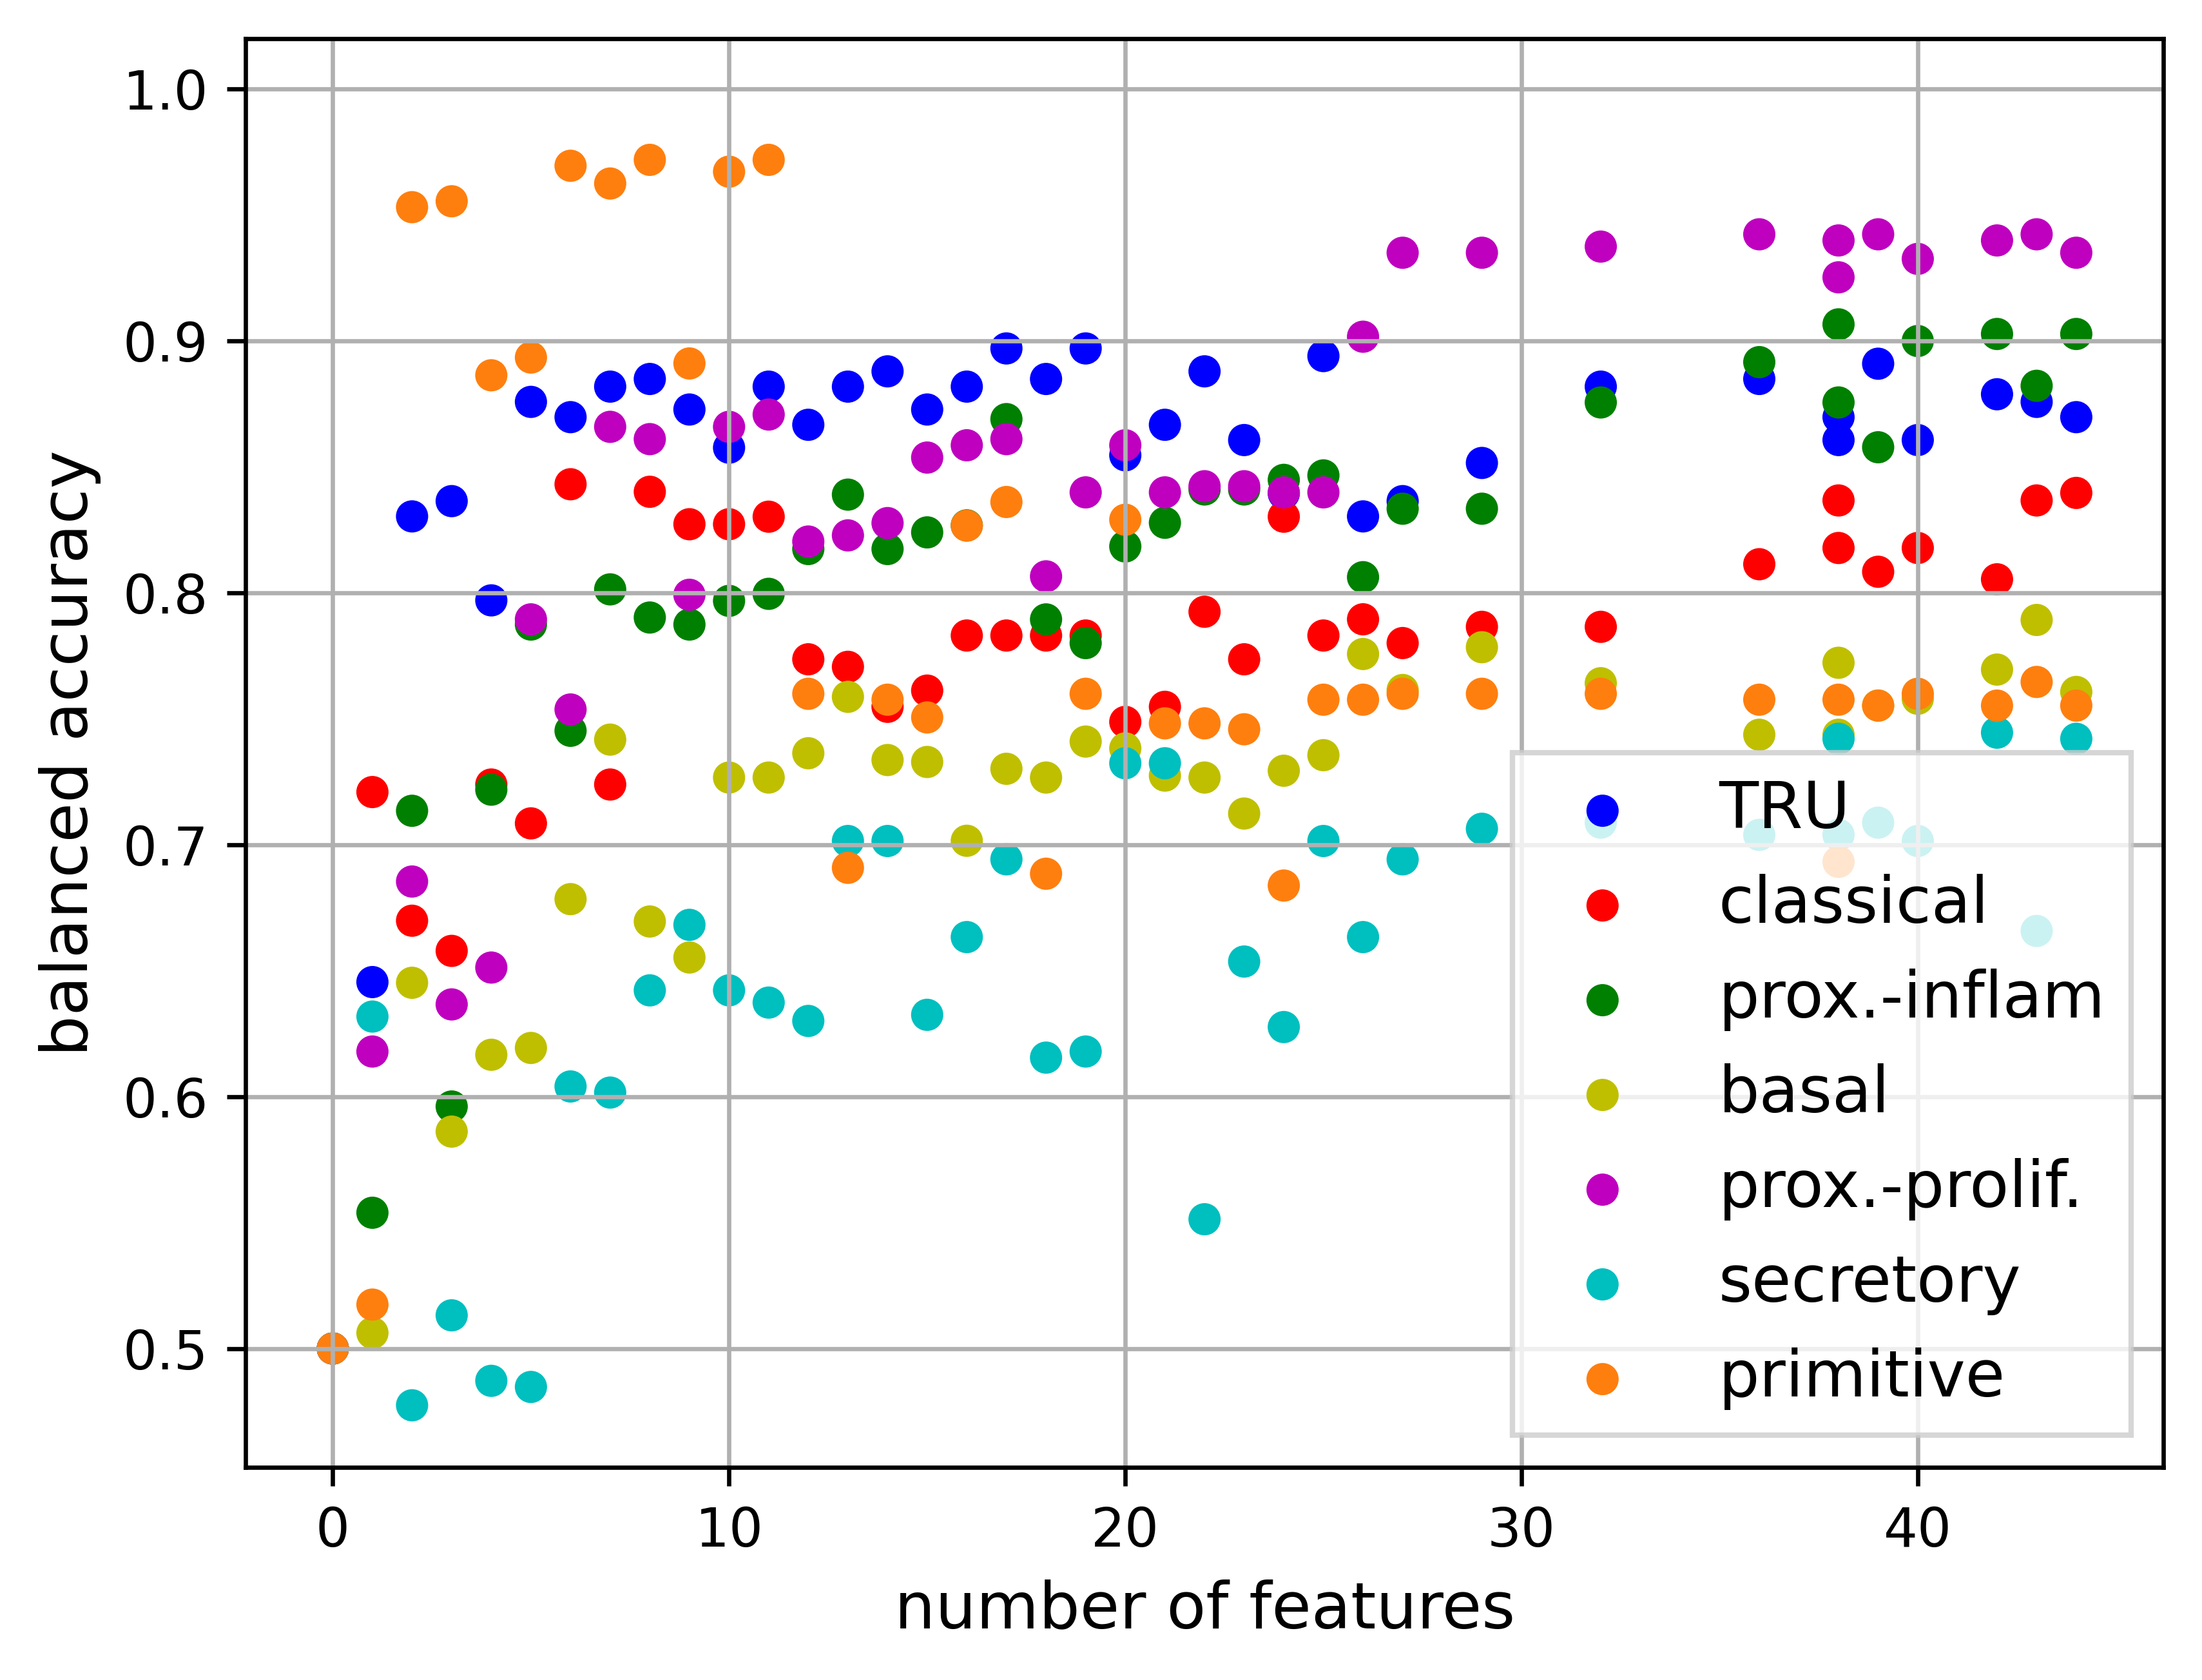 balanced accuracy
1.0
0.9
0.8
0.7
0.6
0.5
0
10
20
30
40
number of features
TRU
classical
prox.-inflam
basal
prox.-prolif.
secretory
primitive